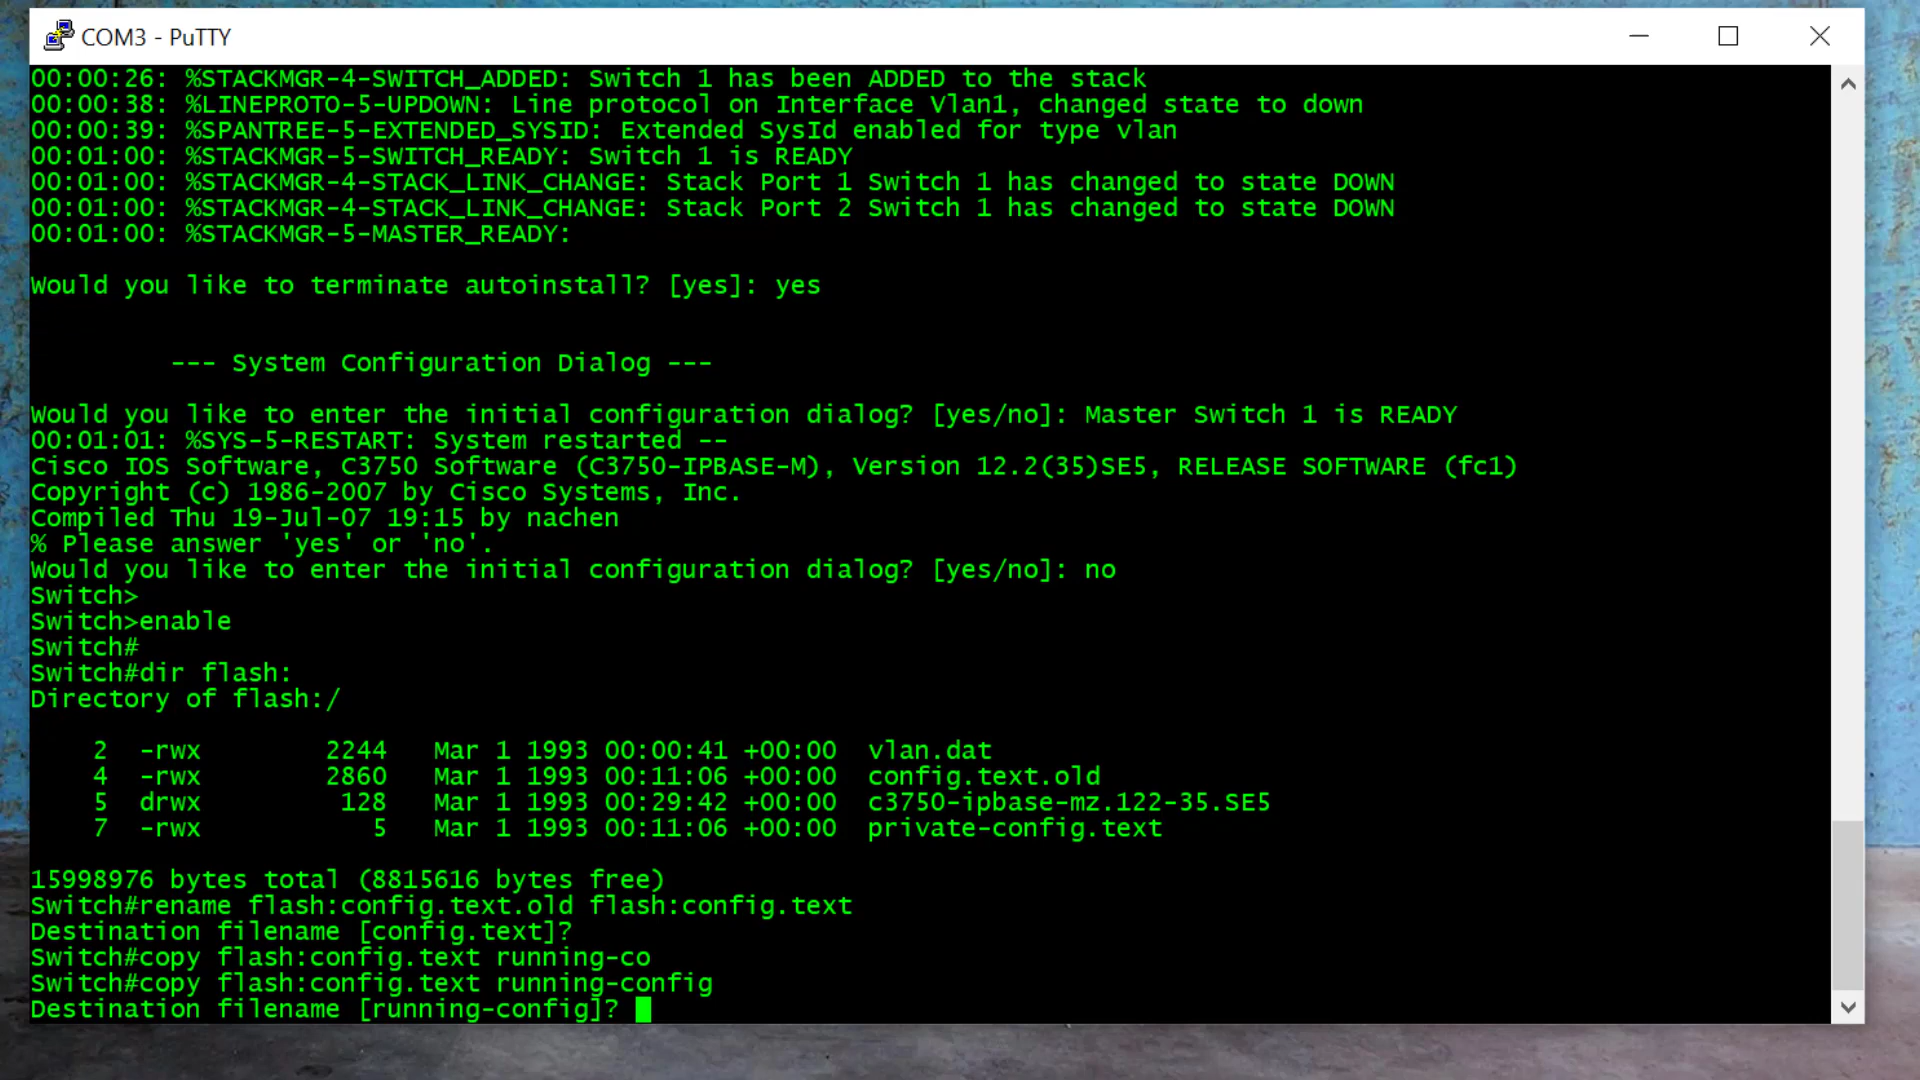 COM3 - PuTTY
00:00:26: %STACKMGR-4-SWITCH_ADDED: Switch 1 has been ADDED to the stack
00:00:38: %LINEPROTO-5-UPDOWN: Line protocol on Interface Vlan1, changed state to down
00:00:39: %SPANTREE-5-EXTENDED_SYSID: Extended SysId enabled for type vlan
00:01:00: %STACKMGR-5-SWITCH_READY: Switch 1 is READY
00:01:00: %STACKMGR-4-STACK_LINK_CHANGE: Stack Port 1 Switch 1 has changed to state DOWN
00:01:00: %STACKMGR-4-STACK_LINK_CHANGE: Stack Port 2 Switch 1 has changed to state DOWN
00:01:00: %STACKMGR-5-MASTER_READY:
Would you like to terminate autoinstall? [yes]: yes
--- System Configuration Dialog ---
Would you like to enter the initial configuration dialog? [yes/no]: Master Switch 1 is READY
00:01:01: %SYS-5-RESTART: System restarted --
Cisco IOS Software, C3750 Software (C3750-IPBASE-M), Version 12.2(35)SE5, RELEASE SOFTWARE (fc1)
Copyright (c) 1986-2007 by Cisco Systems, Inc.
Compiled Thu 19-Jul-07 19:15 by nachen
% Please answer 'yes' or 'no'.
Would you like to enter the initial configuration dialog? [yes/no]: no
Switch>
Switch>enable
Switch#
Switch#dir flash:
Directory of flash:/
2 -rwx 2244 Mar 1 1993 00:00:41 +00:00 vlan.dat
4 -rwx 2860 Mar 1 1993 00:11:06 +00:00 config.text.old
5 drwx 128 Mar 1 1993 00:29:42 +00:00 c3750-ipbase-mz.122-35.SE5
7 -rwx 5 Mar 1 1993 00:11:06 +00:00 private-config.text
15998976 bytes total (8815616 bytes free)
Switch#rename flash:config.text.old flash:config.text
Destination filename [config.text]?
Switch#copy flash:config.text running-co
Switch#copy flash:config.text running-config
Destination filename [running-config]?